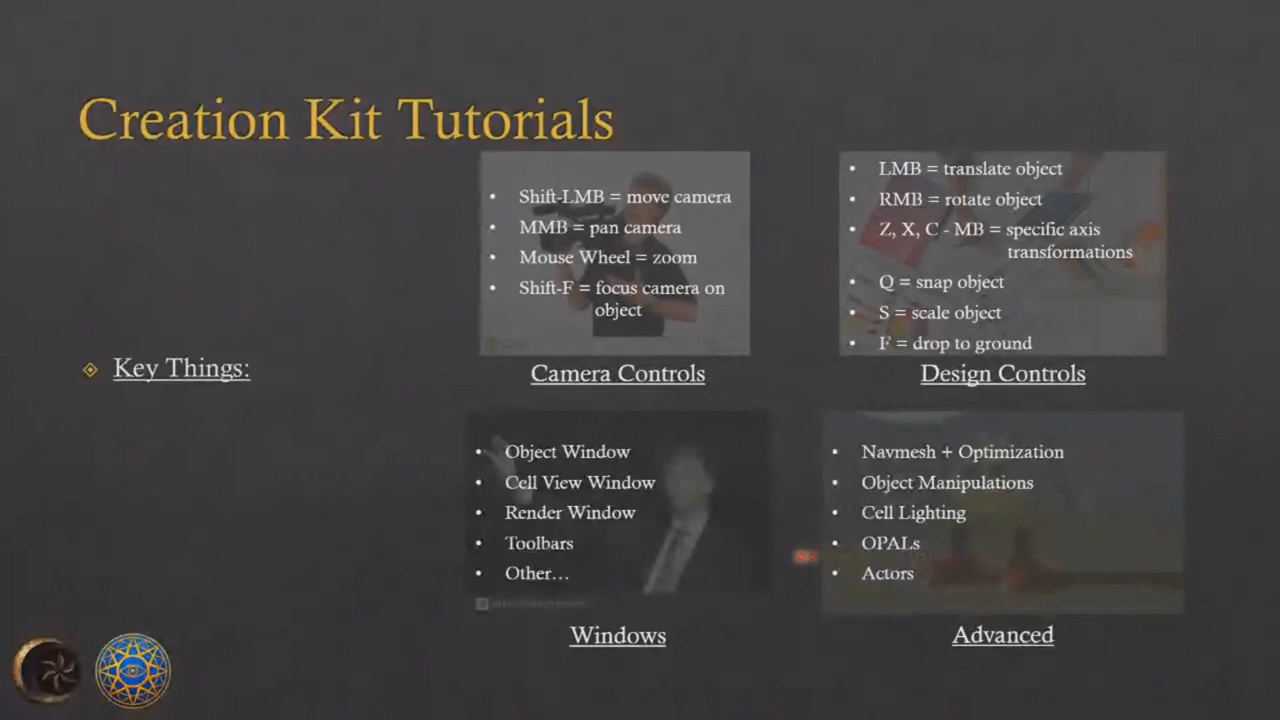 Creation Kit Tutorials
Key Things:
• Shift-LMB = move camera
• MMB = pan camera
• Mouse Wheel = zoom
• Shift-F = focus camera on
object
Camera Controls
• LMB = translate object
• RMB = rotate object
• Z, X, C - MB = specific axis
transformations
• Q = snap object
• S = scale object
• F = drop to ground
Design Controls
• Object Window
• Cell View Window
• Render Window
• Toolbars
• Other…
Windows
• Navmesh + Optimization
• Object Manipulations
• Cell Lighting
• OPALs
• Actors
Advanced